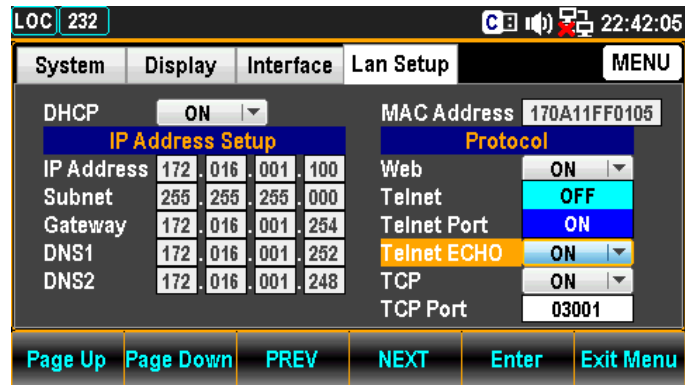 LOC 232 C 22:42:05
System Display Interface Lan Setup MENU
DHCP ON MAC Address 170A11FF0105
IP Address Setup Protocol
IP Address 172 . 016 . 001 . 100 Web ON
Subnet 255 . 255 . 255 . 000 Telnet OFF
Gateway 172 . 016 . 001 . 254 Telnet Port ON
DNS1 172 . 016 . 001 . 252 Telnet ECHO ON
DNS2 172 . 016 . 001 . 248 TCP ON
TCP Port 03001
Page Up Page Down PREV NEXT Enter Exit Menu